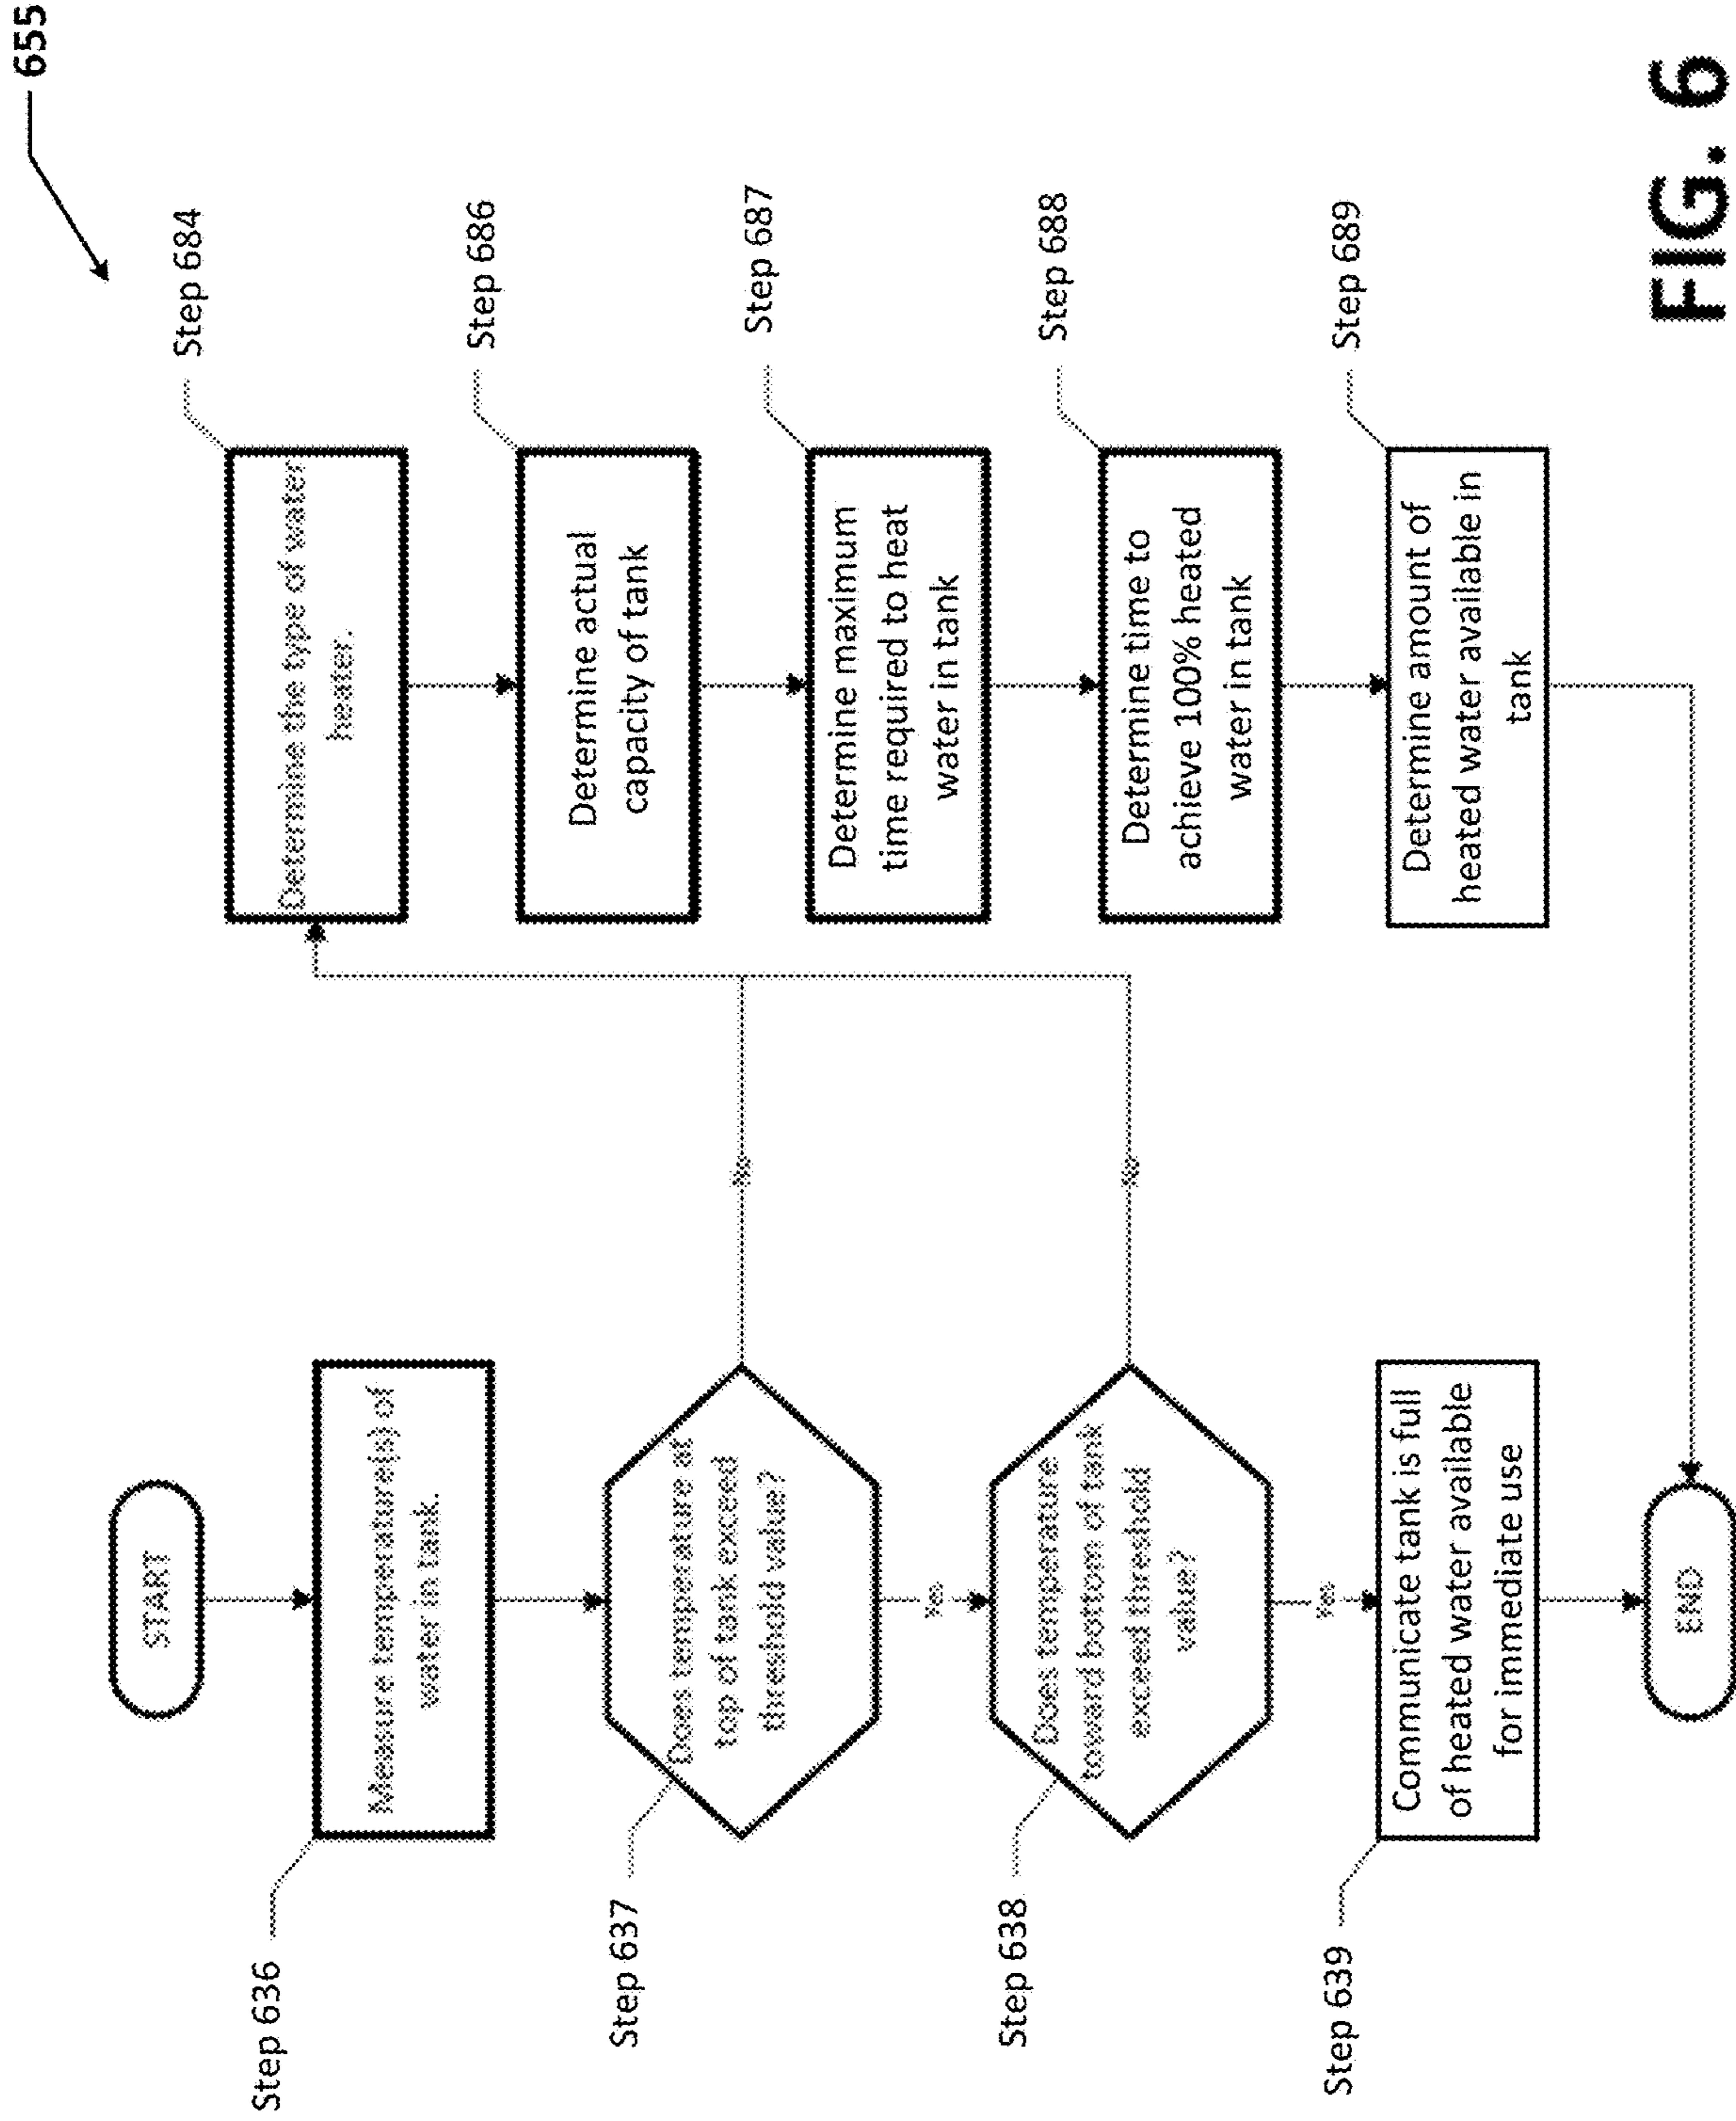 655
START
Step 636
Measure temperature(s) of
water in tank.
Step 637
Does temperature at
top of tank exceed
threshold value?
No
Yes
Step 638
Does temperature
toward bottom of tank
exceed threshold
value?
No
Yes
Step 639
Communicate tank is full
of heated water available
for immediate use
END
Step 684
Determine the type of water
heater.
Step 686
Determine actual
capacity of tank
Step 687
Determine maximum
time required to heat
water in tank
Step 688
Determine time to
achieve 100% heated
water in tank
Step 689
Determine amount of
heated water available in
tank
FIG. 6